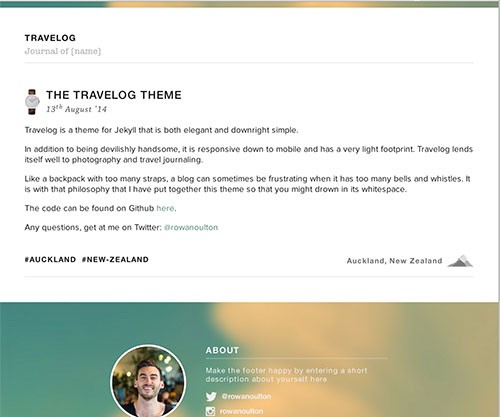 TRAVELOG
Journal of [name]
THE TRAVELOG THEME
13th August '14
Travelog is a theme for Jekyll that is both elegant and downright simple.
In addition to being devilishly handsome, it is responsive down to mobile and has a very light footprint. Travelog lends
itself well to photography and travel journaling.
Like a backpack with too many straps, a blog can sometimes be frustrating when it has too many bells and whistles. It
is with that philosophy that I have put together this theme so that you might drown in its whitespace.
The code can be found on Github here.
Any questions, get at me on Twitter: @rowanoulton
#AUCKLAND #NEW-ZEALAND
Auckland, New Zealand
ABOUT
Make the footer happy by entering a short
description about yourself here
@rowanoulton
rowanoulton